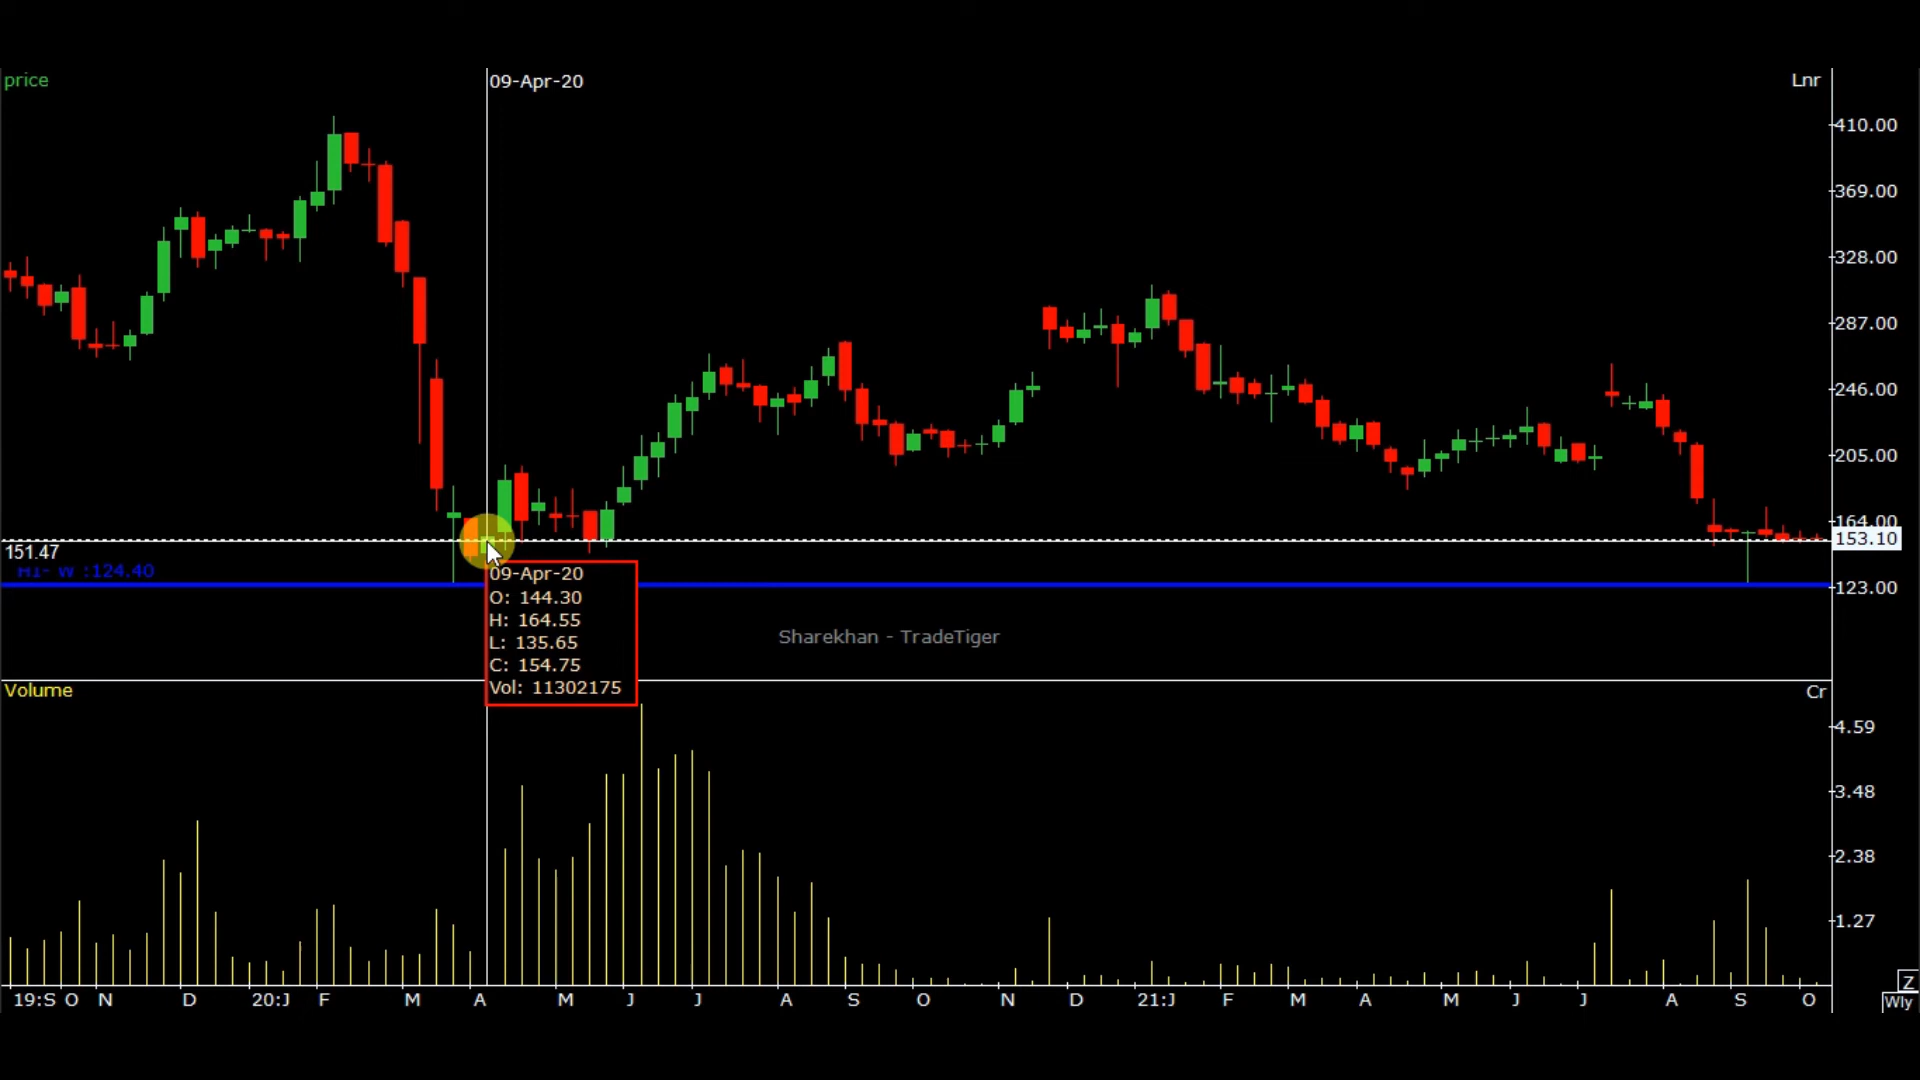 price
09-Apr-20
Lnr
410.00
369.00
328.00
287.00
246.00
205.00
164.00
153.10
151.47
124.40
123.00
09-Apr-20
O: 144.30
H: 164.55
L: 135.65
C: 154.75
Vol: 11302175
Sharekhan - TradeTiger
Volume
Cr
4.59
3.48
2.38
1.27
Z
19:S O N D 20:J F M A M J J A S O N D 21:J F M A M J J A S O
Wly